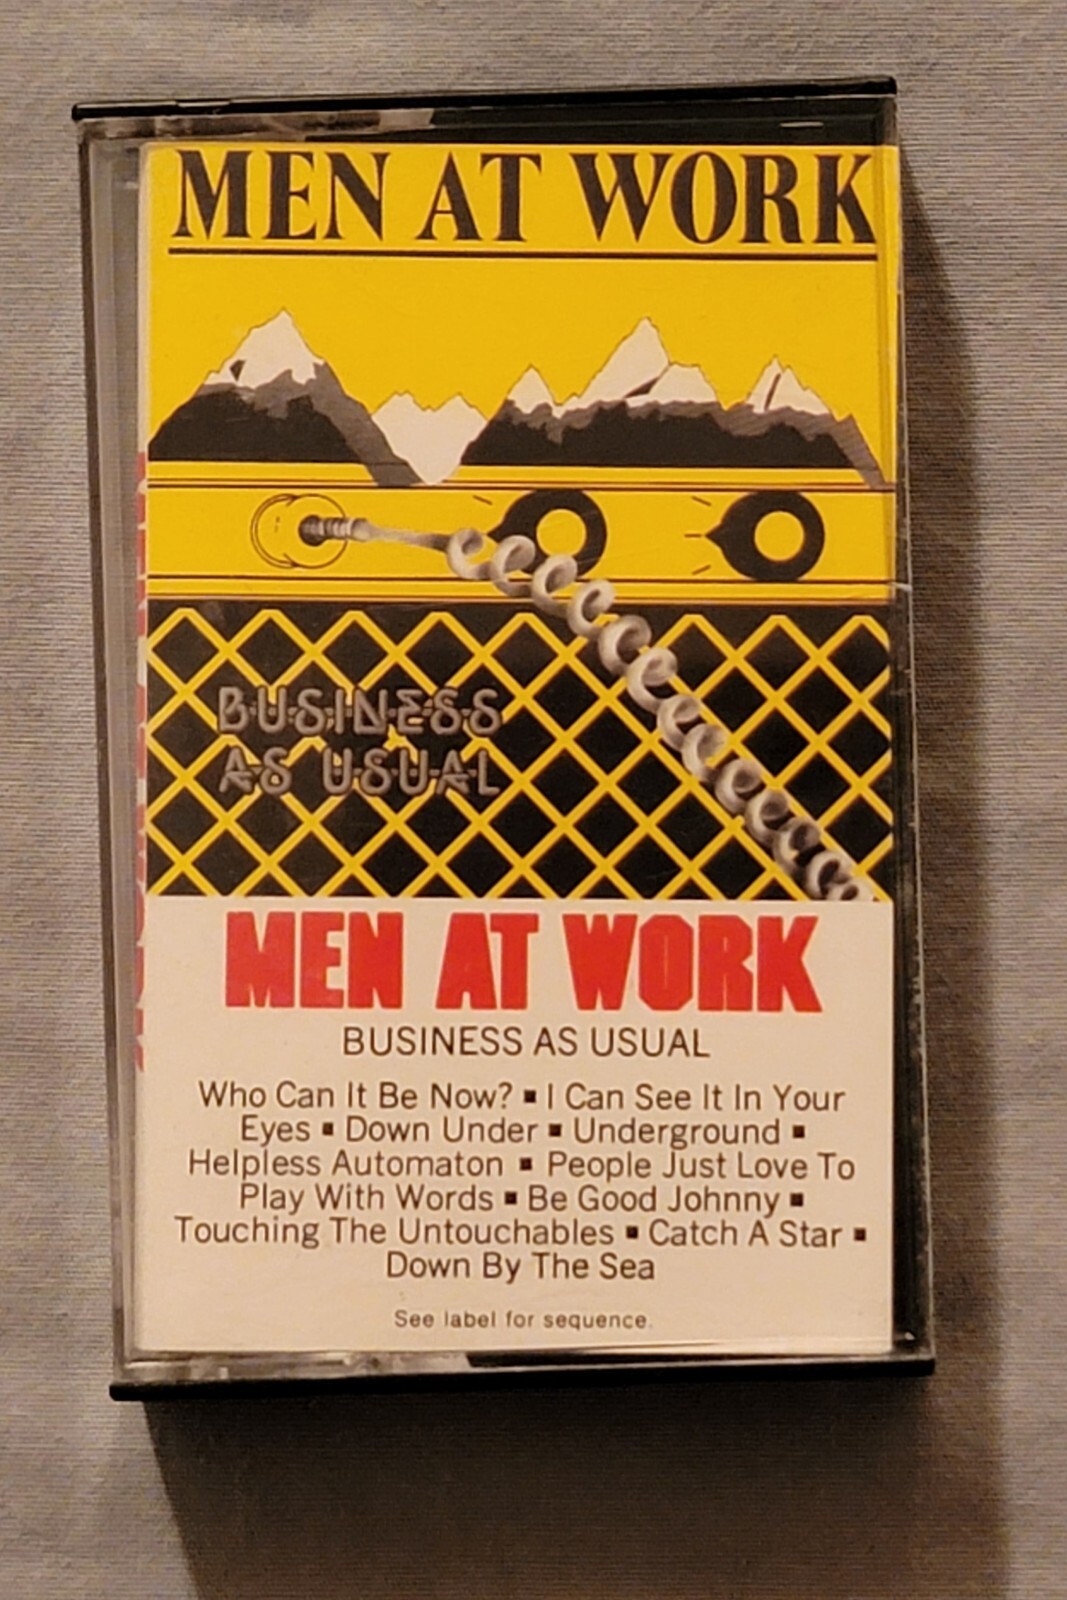 MEN AT WORK
BUSINESS
AS USUAL
MEN AT WORK
BUSINESS AS USUAL
Who Can It Be Now? ▪ I Can See It In Your
Eyes ▪ Down Under ▪ Underground ▪
Helpless Automaton ▪ People Just Love To
Play With Words ▪ Be Good Johnny ▪
Touching The Untouchables ▪ Catch A Star ▪
Down By The Sea
See label for sequence.